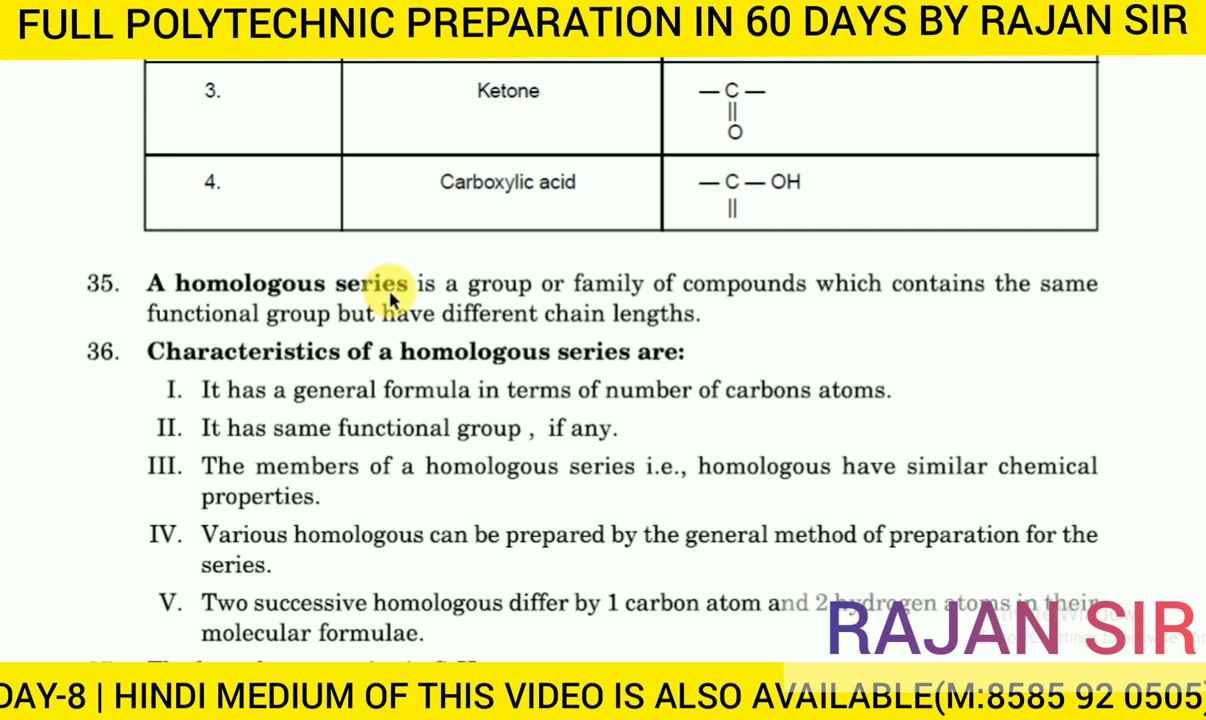 FULL POLYTECHNIC PREPARATION IN 60 DAYS BY RAJAN SIR
3. Ketone — C —
||
O
4. Carboxylic acid — C — OH
||
35. A homologous series is a group or family of compounds which contains the same
functional group but have different chain lengths.
36. Characteristics of a homologous series are:
I. It has a general formula in terms of number of carbons atoms.
II. It has same functional group , if any.
III. The members of a homologous series i.e., homologous have similar chemical
properties.
IV. Various homologous can be prepared by the general method of preparation for the
series.
V. Two successive homologous differ by 1 carbon atom and 2 hydrogen atoms in their
molecular formulae.
RAJAN SIR
DAY-8 | HINDI MEDIUM OF THIS VIDEO IS ALSO AVAILABLE(M:8585 92 0505)